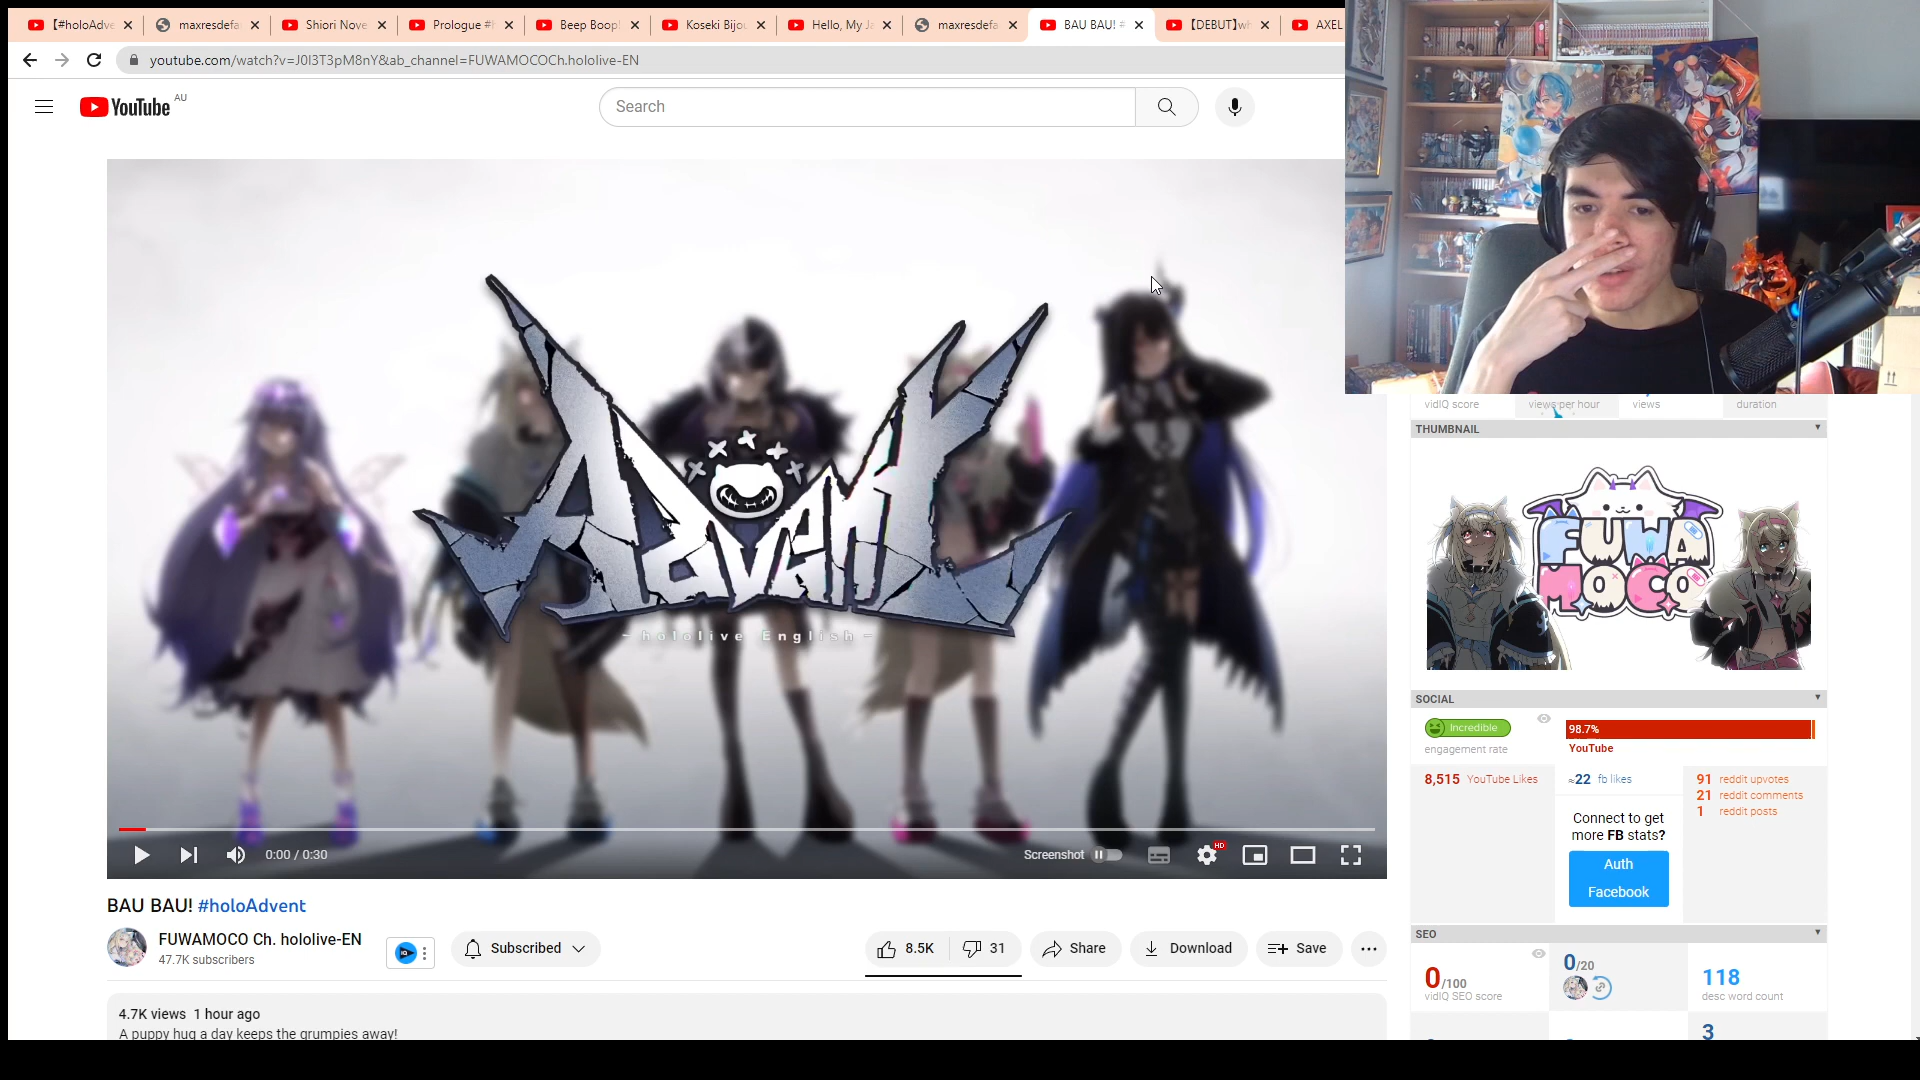 【#holoAdve
maxresdefa
Shiori Nove
Prologue #h
Beep Boop!
Koseki Bijou
Hello, My Ja
maxresdefa
BAU BAU! #
【DEBUT】wh
AXEL
youtube.com/watch?v=J0I3T3pM8nY&ab_channel=FUWAMOCOCh.hololive-EN
YouTube
AU
Search
Advent
~ hololive English ~
0:00 / 0:30
Screenshot
HD
BAU BAU! #holoAdvent
FUWAMOCO Ch. hololive-EN
47.7K subscribers
Subscribed
8.5K
31
Share
Download
Save
4.7K views 1 hour ago
A puppy hug a day keeps the grumpies away!
vidIQ score
views per hour
views
duration
THUMBNAIL
FUWA
MOCO
SOCIAL
Incredible
engagement rate
98.7%
YouTube
8,515 YouTube Likes
≈22 fb likes
91 reddit upvotes
21 reddit comments
1 reddit posts
Connect to get
more FB stats?
Auth
Facebook
SEO
0/100
vidIQ SEO score
0/20
118
desc word count
3